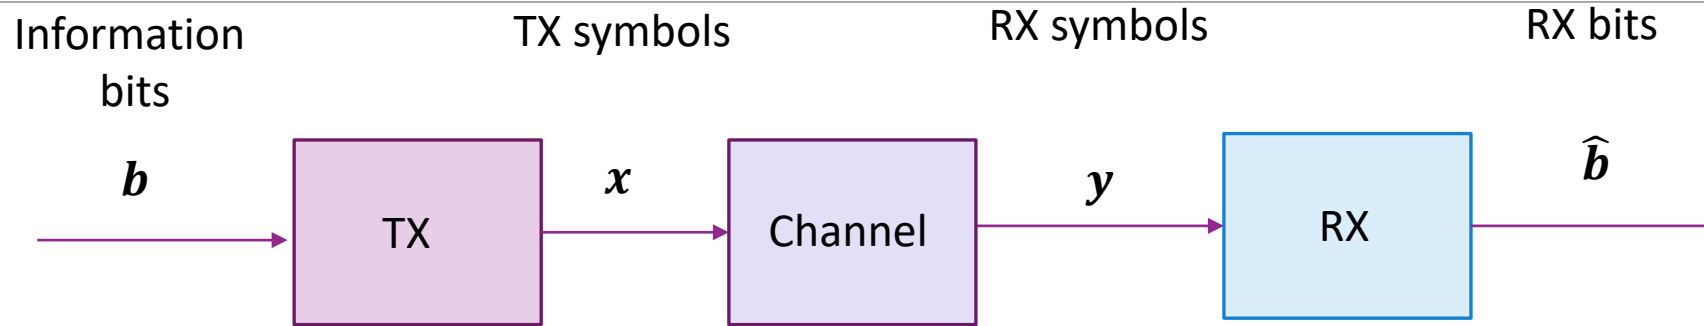 Information
bits
TX symbols
RX symbols
RX bits
b
x
y
b̂
TX
Channel
RX